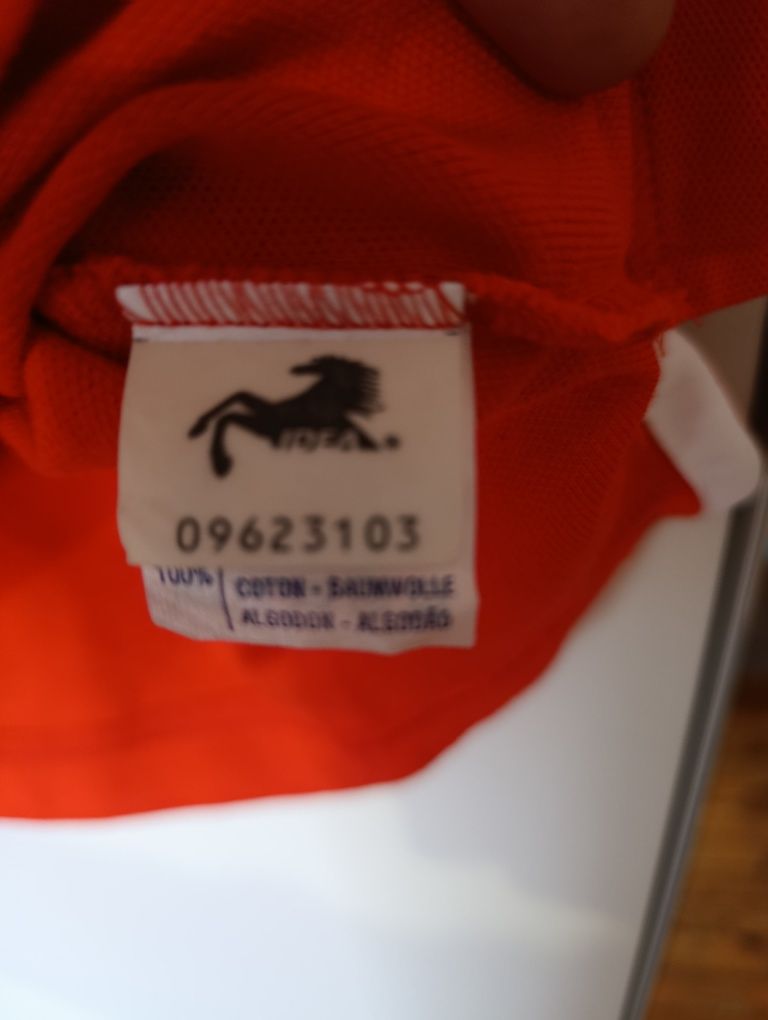 09623103
100% COTON - BAUMWOLLE
ALGODON - ALGODÃO